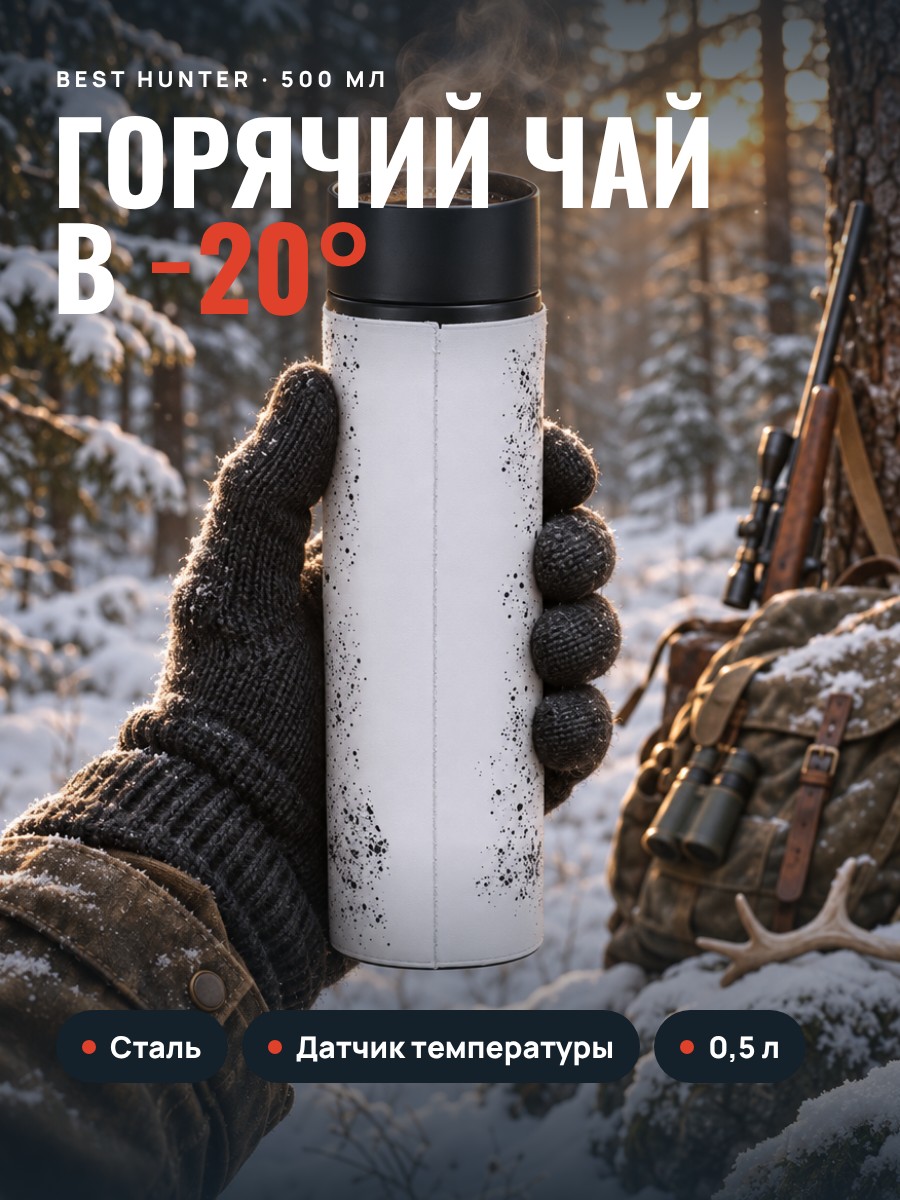 BEST HUNTER · 500 МЛ
ГОРЯЧИЙ ЧАЙ
В -20°
Сталь
Датчик температуры
0,5 л